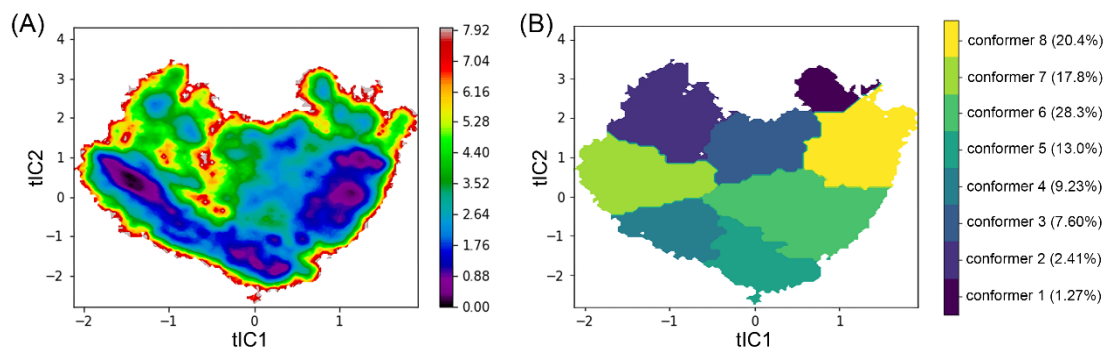 (A)
4
3
2
1
0
−1
−2
tIC2
−2
−1
0
1
tIC1
7.92
7.04
6.16
5.28
4.40
3.52
2.64
1.76
0.88
0.00
(B)
4
3
2
1
0
−1
−2
tIC2
−2
−1
0
1
tIC1
conformer 8 (20.4%)
conformer 7 (17.8%)
conformer 6 (28.3%)
conformer 5 (13.0%)
conformer 4 (9.23%)
conformer 3 (7.60%)
conformer 2 (2.41%)
conformer 1 (1.27%)